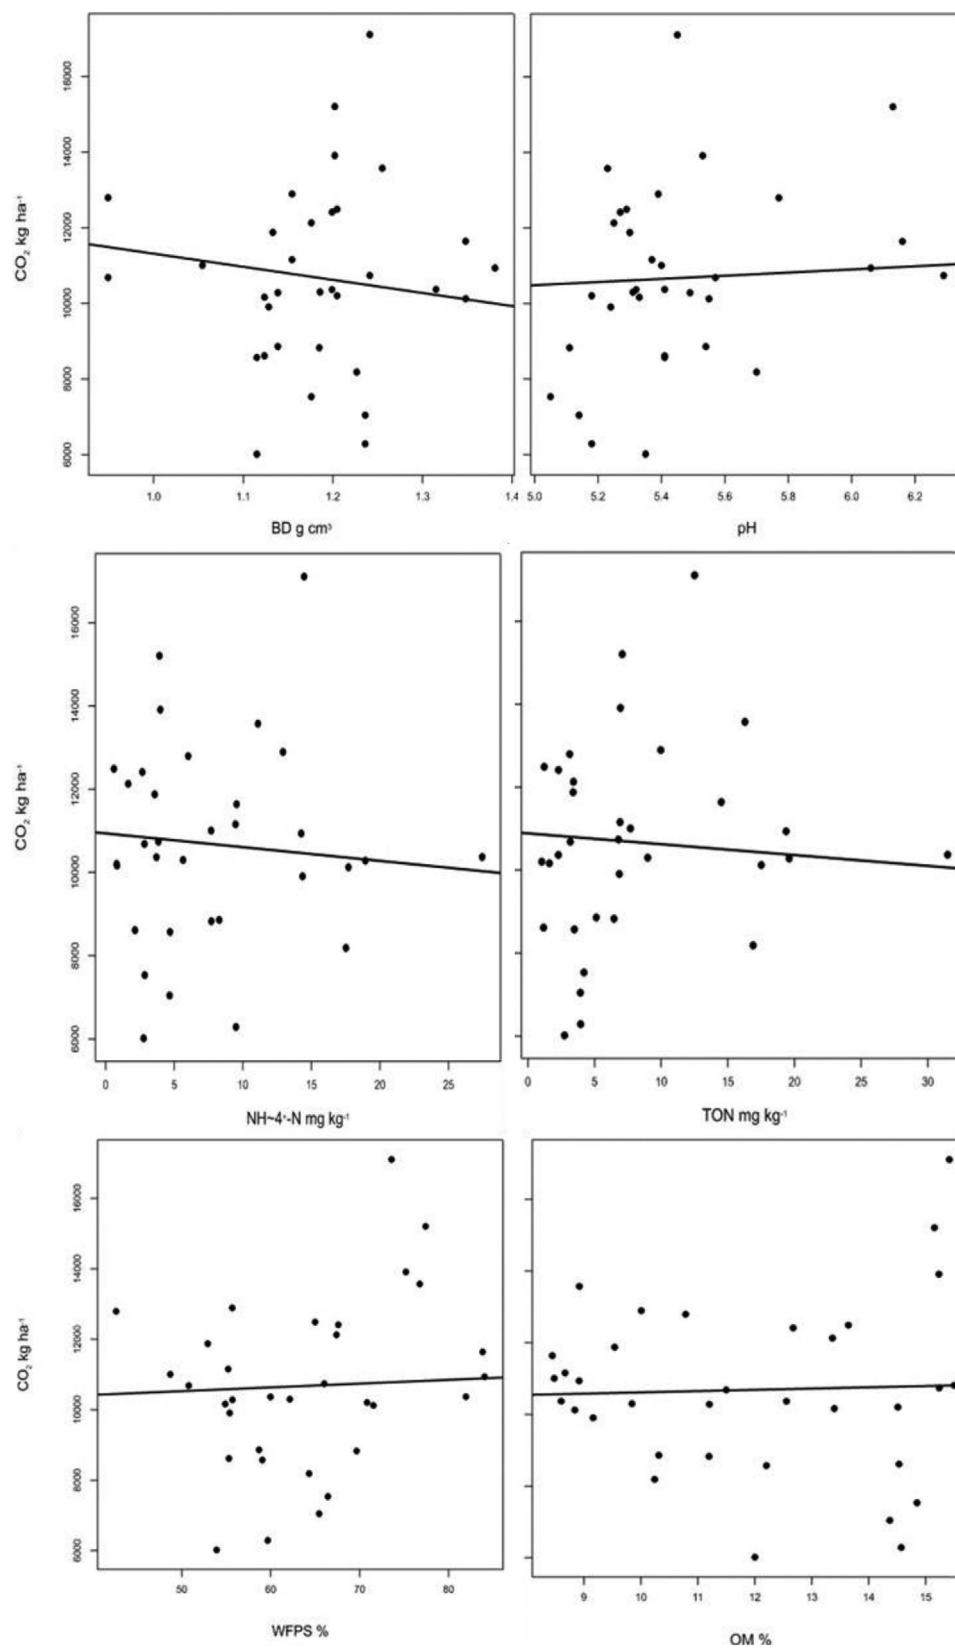 CO₂ kg ha⁻¹
6000 8000 10000 12000 14000 16000
1.0 1.1 1.2 1.3 1.4
BD g cm³
5.0 5.2 5.4 5.6 5.8 6.0 6.2
pH
CO₂ kg ha⁻¹
6000 8000 10000 12000 14000 16000
0 5 10 15 20 25
NH~4⁺-N mg kg⁻¹
0 5 10 15 20 25 30
TON mg kg⁻¹
CO₂ kg ha⁻¹
6000 8000 10000 12000 14000 16000
50 60 70 80
WFPS %
9 10 11 12 13 14 15
OM %